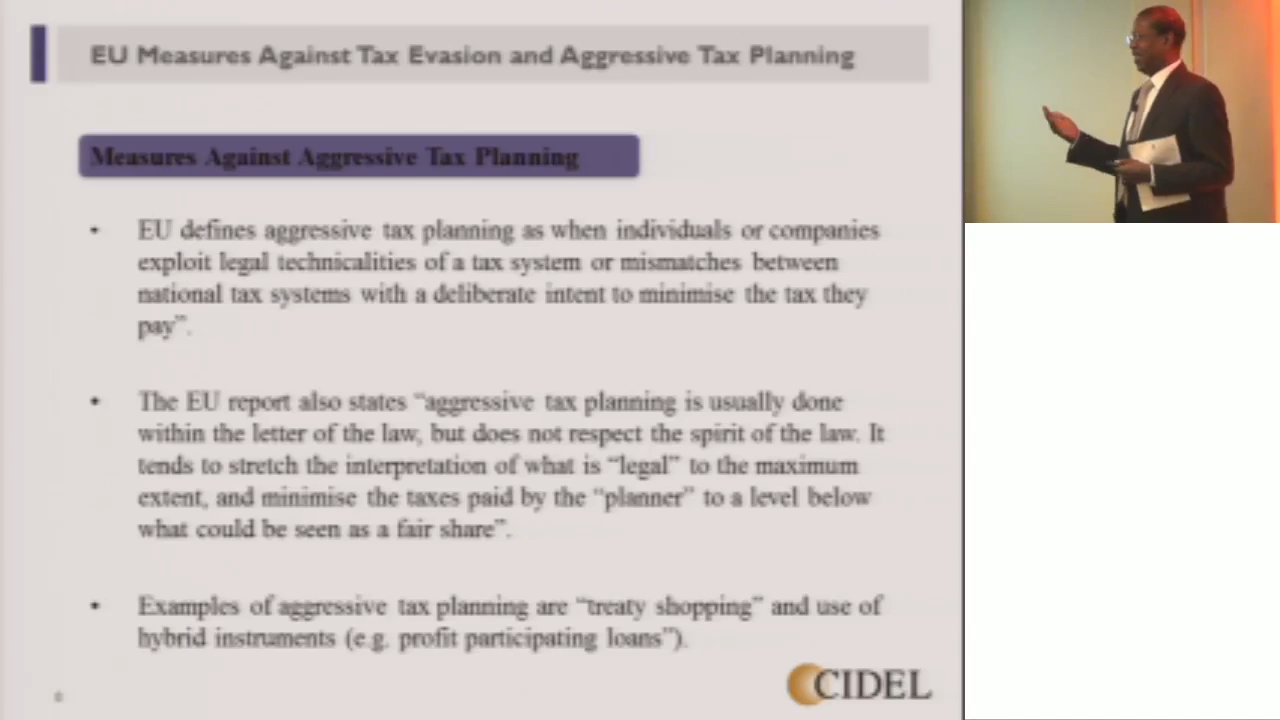 EU Measures Against Tax Evasion and Aggressive Tax Planning
Measures Against Aggressive Tax Planning
• EU defines aggressive tax planning as when individuals or companies
exploit legal technicalities of a tax system or mismatches between
national tax systems with a deliberate intent to minimise the tax they
pay”.
• The EU report also states “aggressive tax planning is usually done
within the letter of the law, but does not respect the spirit of the law. It
tends to stretch the interpretation of what is “legal” to the maximum
extent, and minimise the taxes paid by the “planner” to a level below
what could be seen as a fair share”.
• Examples of aggressive tax planning are “treaty shopping” and use of
hybrid instruments (e.g. profit participating loans”).
CIDEL